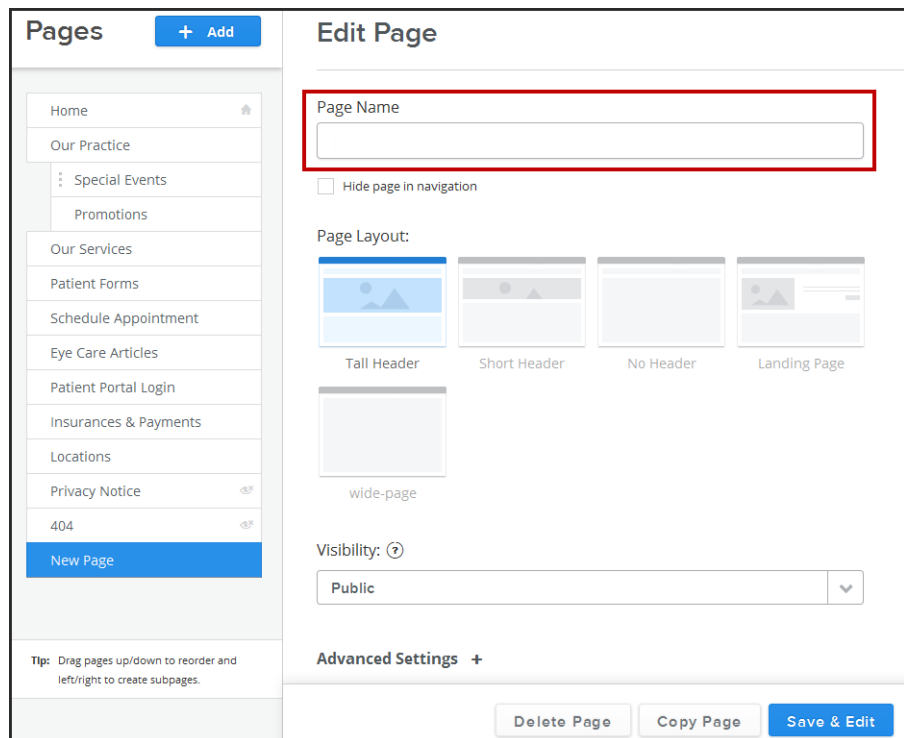 Pages
+ Add
Home
Our Practice
Special Events
Promotions
Our Services
Patient Forms
Schedule Appointment
Eye Care Articles
Patient Portal Login
Insurances & Payments
Locations
Privacy Notice
404
New Page
Tip: Drag pages up/down to reorder and
left/right to create subpages.
Edit Page
Page Name
Hide page in navigation
Page Layout:
Tall Header
Short Header
No Header
Landing Page
wide-page
Visibility: ?
Public
Advanced Settings +
Delete Page
Copy Page
Save & Edit